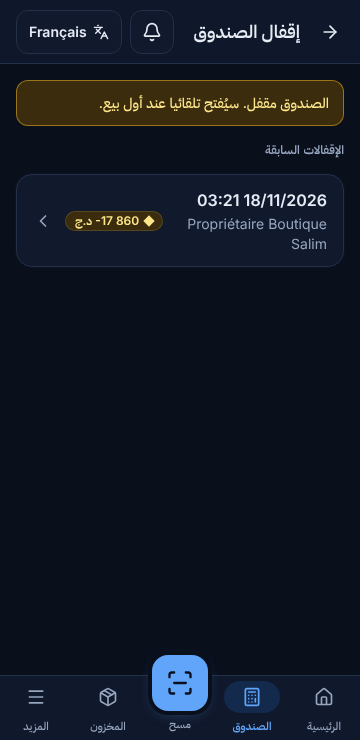 إقفال الصندوق
Français
الصندوق مقفل. سيُفتح تلقائيا عند أول بيع.
الإقفالات السابقة
18/11/2026 03:21
Propriétaire Boutique
Salim
◆ -17 860 د.ج
الرئيسية
الصندوق
مسح
المخزون
المزيد